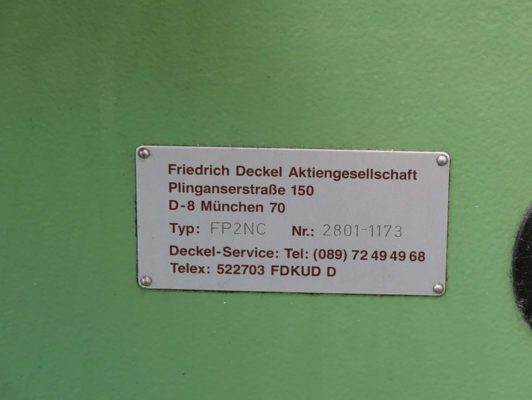 Friedrich Deckel Aktiengesellschaft
Plinganserstraße 150
D-8 München 70
Typ: FP2NC Nr.: 2801-1173
Deckel-Service: Tel: (089) 72 49 49 68
Telex: 522703 FDKUD D